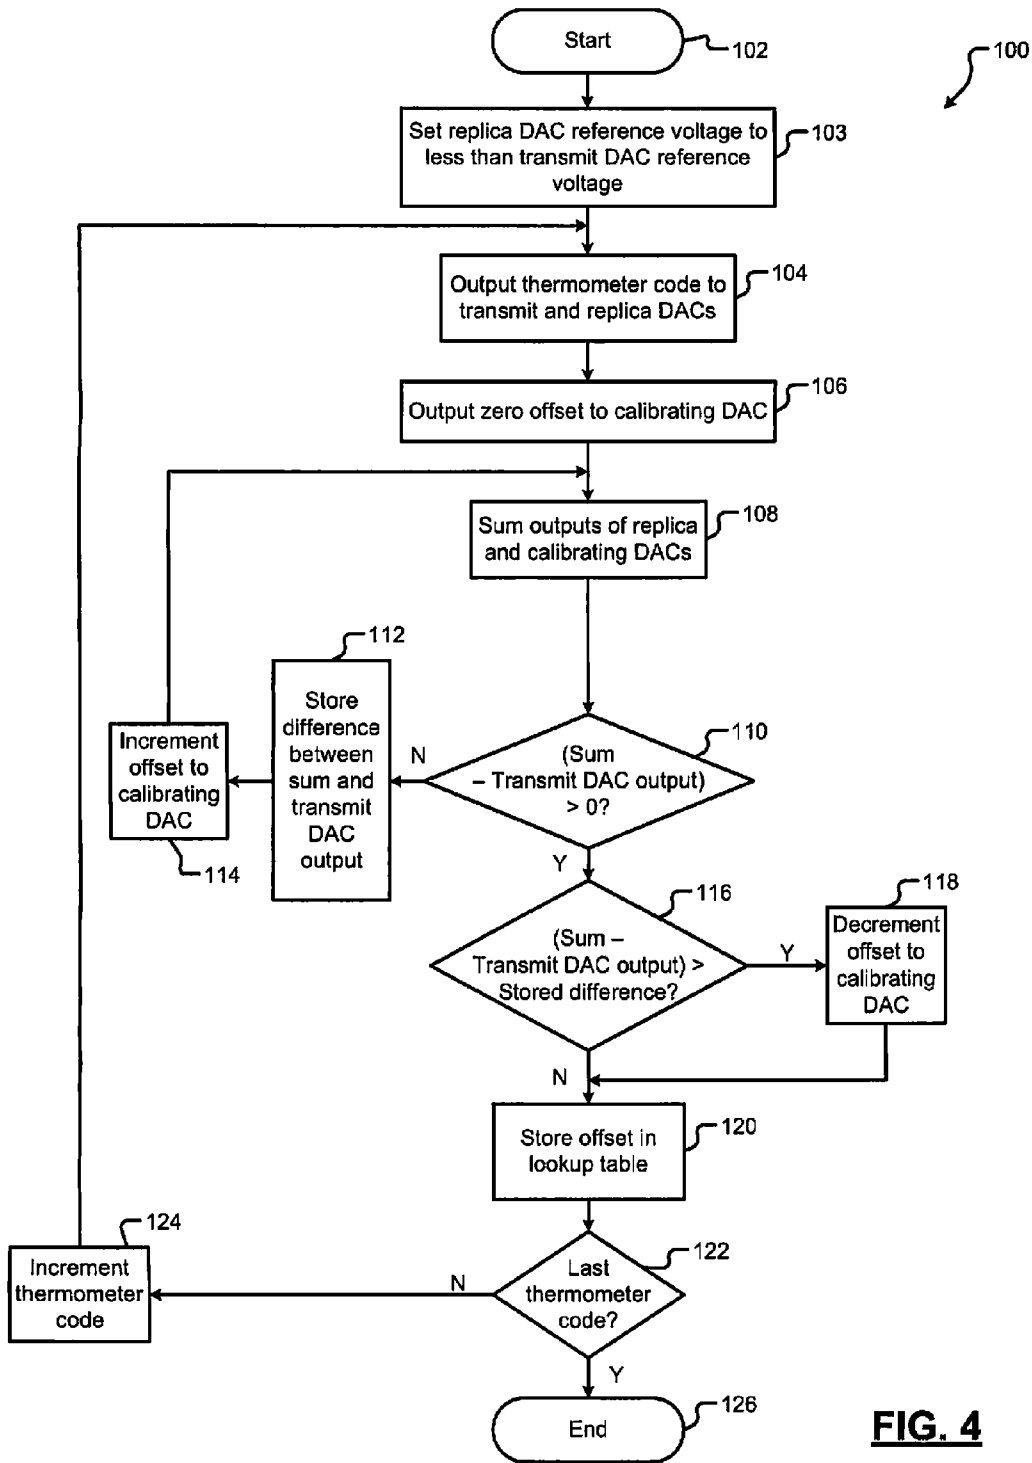 Start
102
100
Set replica DAC reference voltage to
less than transmit DAC reference
voltage
103
Output thermometer code to
transmit and replica DACs
104
Output zero offset to calibrating DAC
106
Sum outputs of replica
and calibrating DACs
108
(Sum
– Transmit DAC output)
> 0?
110
N
Y
Store
difference
between
sum and
transmit
DAC
output
112
Increment
offset to
calibrating
DAC
114
(Sum –
Transmit DAC output) >
Stored difference?
116
Y
N
Decrement
offset to
calibrating
DAC
118
Store offset in
lookup table
120
Last
thermometer
code?
122
N
Y
Increment
thermometer
code
124
End
126
FIG. 4